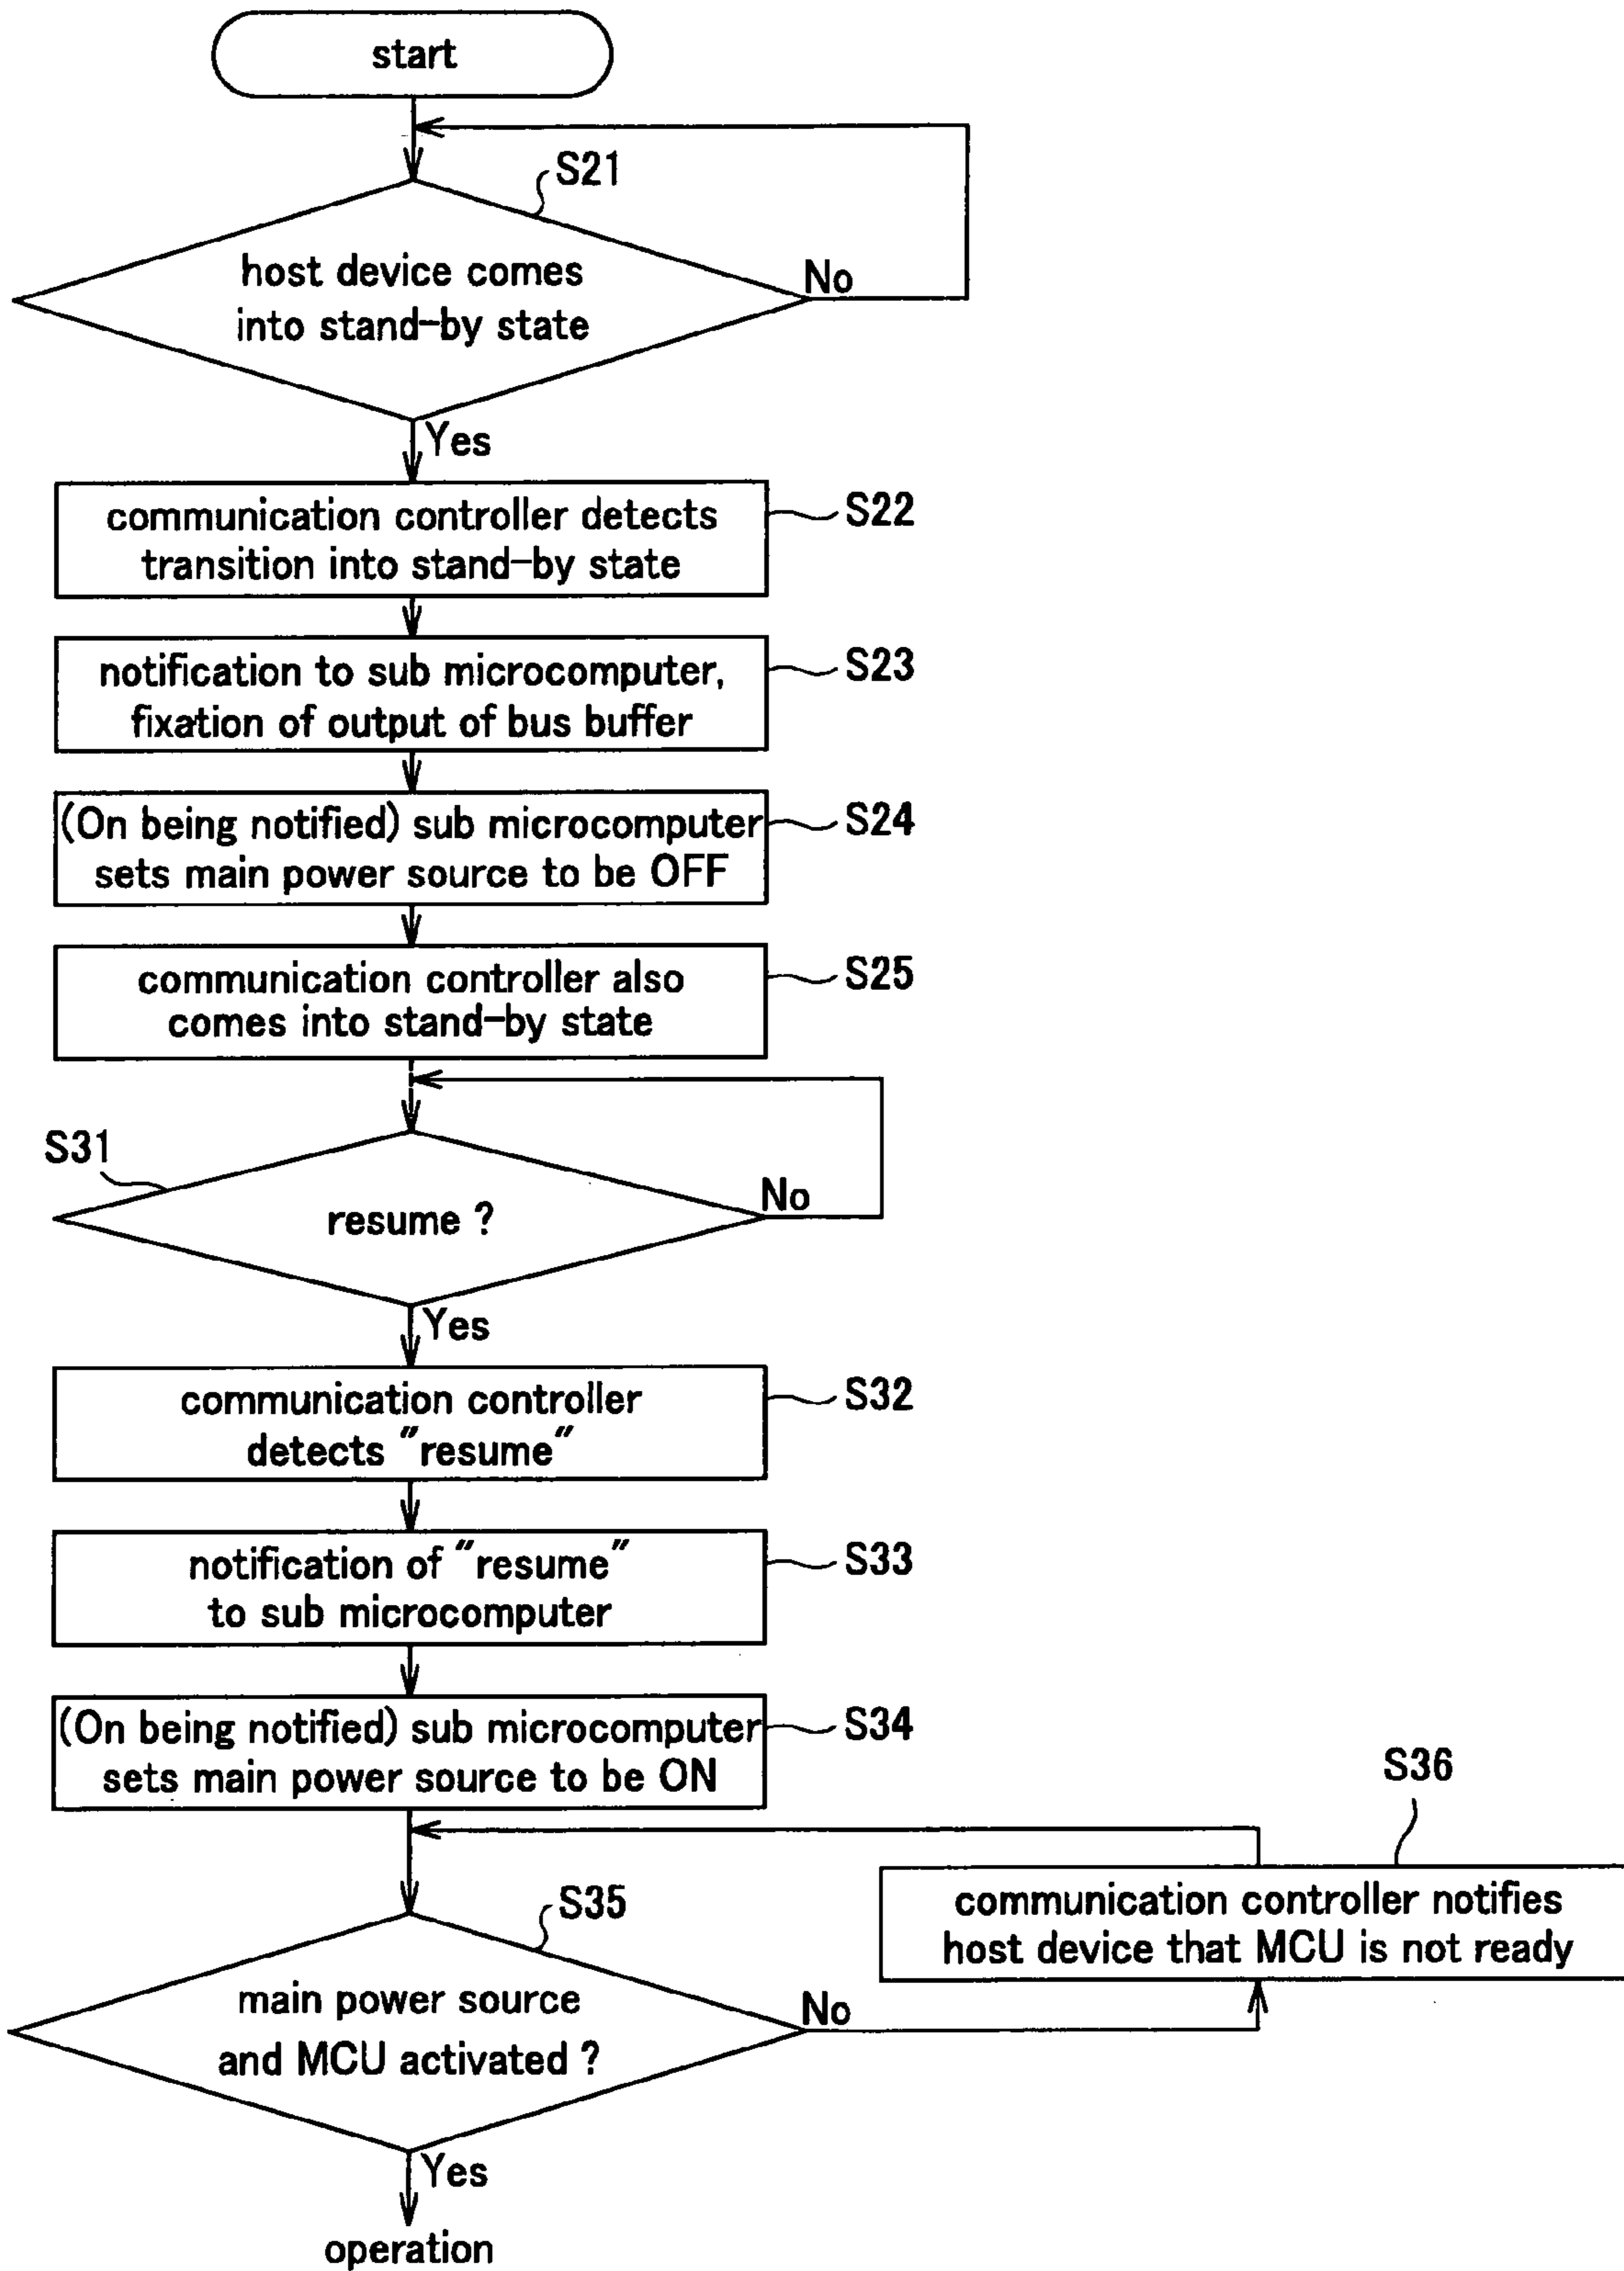 start
S21
host device comes
into stand-by state
No
Yes
communication controller detects
transition into stand-by state
S22
notification to sub microcomputer,
fixation of output of bus buffer
S23
(On being notified) sub microcomputer
sets main power source to be OFF
S24
communication controller also
comes into stand-by state
S25
S31
resume ?
No
Yes
communication controller
detects "resume"
S32
notification of "resume"
to sub microcomputer
S33
(On being notified) sub microcomputer
sets main power source to be ON
S34
S36
communication controller notifies
host device that MCU is not ready
S35
main power source
and MCU activated ?
No
Yes
operation